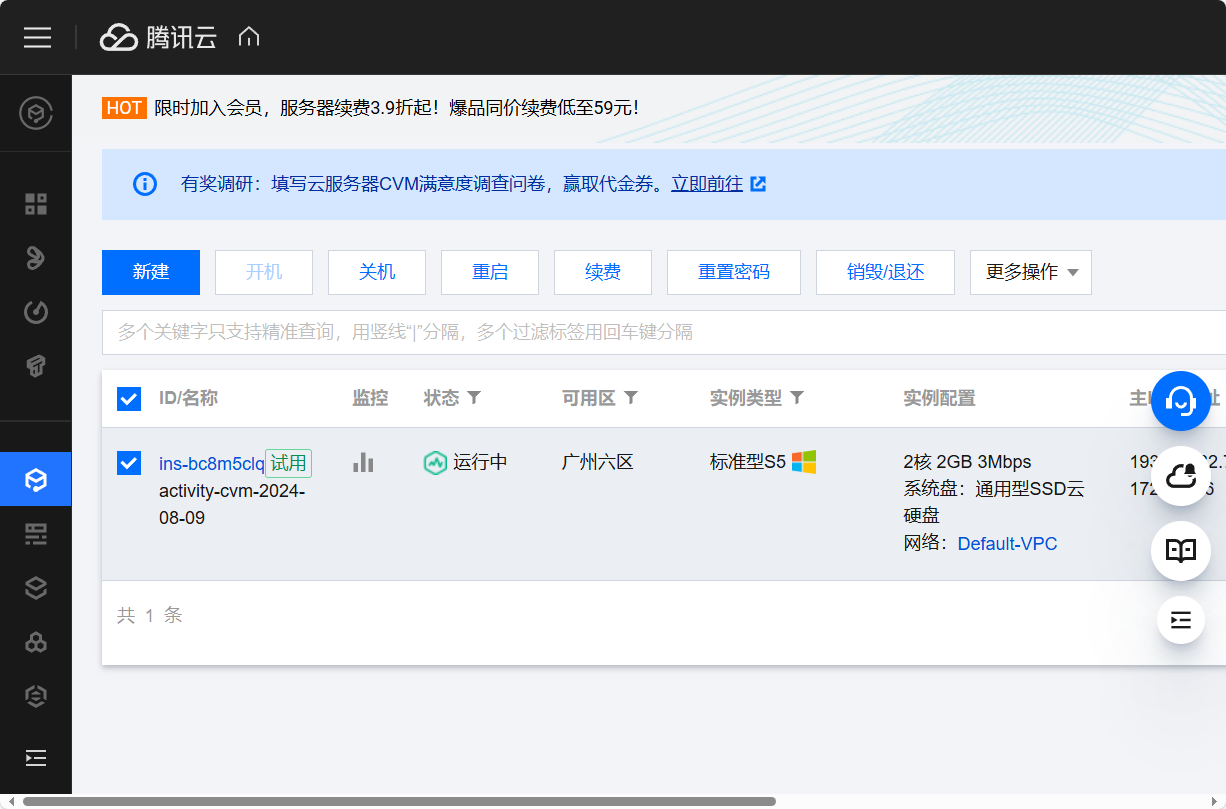 腾讯云
HOT 限时加入会员，服务器续费3.9折起！爆品同价续费低至59元！
有奖调研：填写云服务器CVM满意度调查问卷，赢取代金券。立即前往
新建 开机 关机 重启 续费 重置密码 销毁/退还 更多操作
多个关键字只支持精准查询，用竖线“|”分隔，多个过滤标签用回车键分隔
ID/名称 监控 状态 可用区 实例类型 实例配置
ins-bc8m5clq 试用 运行中 广州六区 标准型S5 2核 2GB 3Mbps
activity-cvm-2024- 系统盘：通用型SSD云
08-09 硬盘
网络：Default-VPC
共 1 条